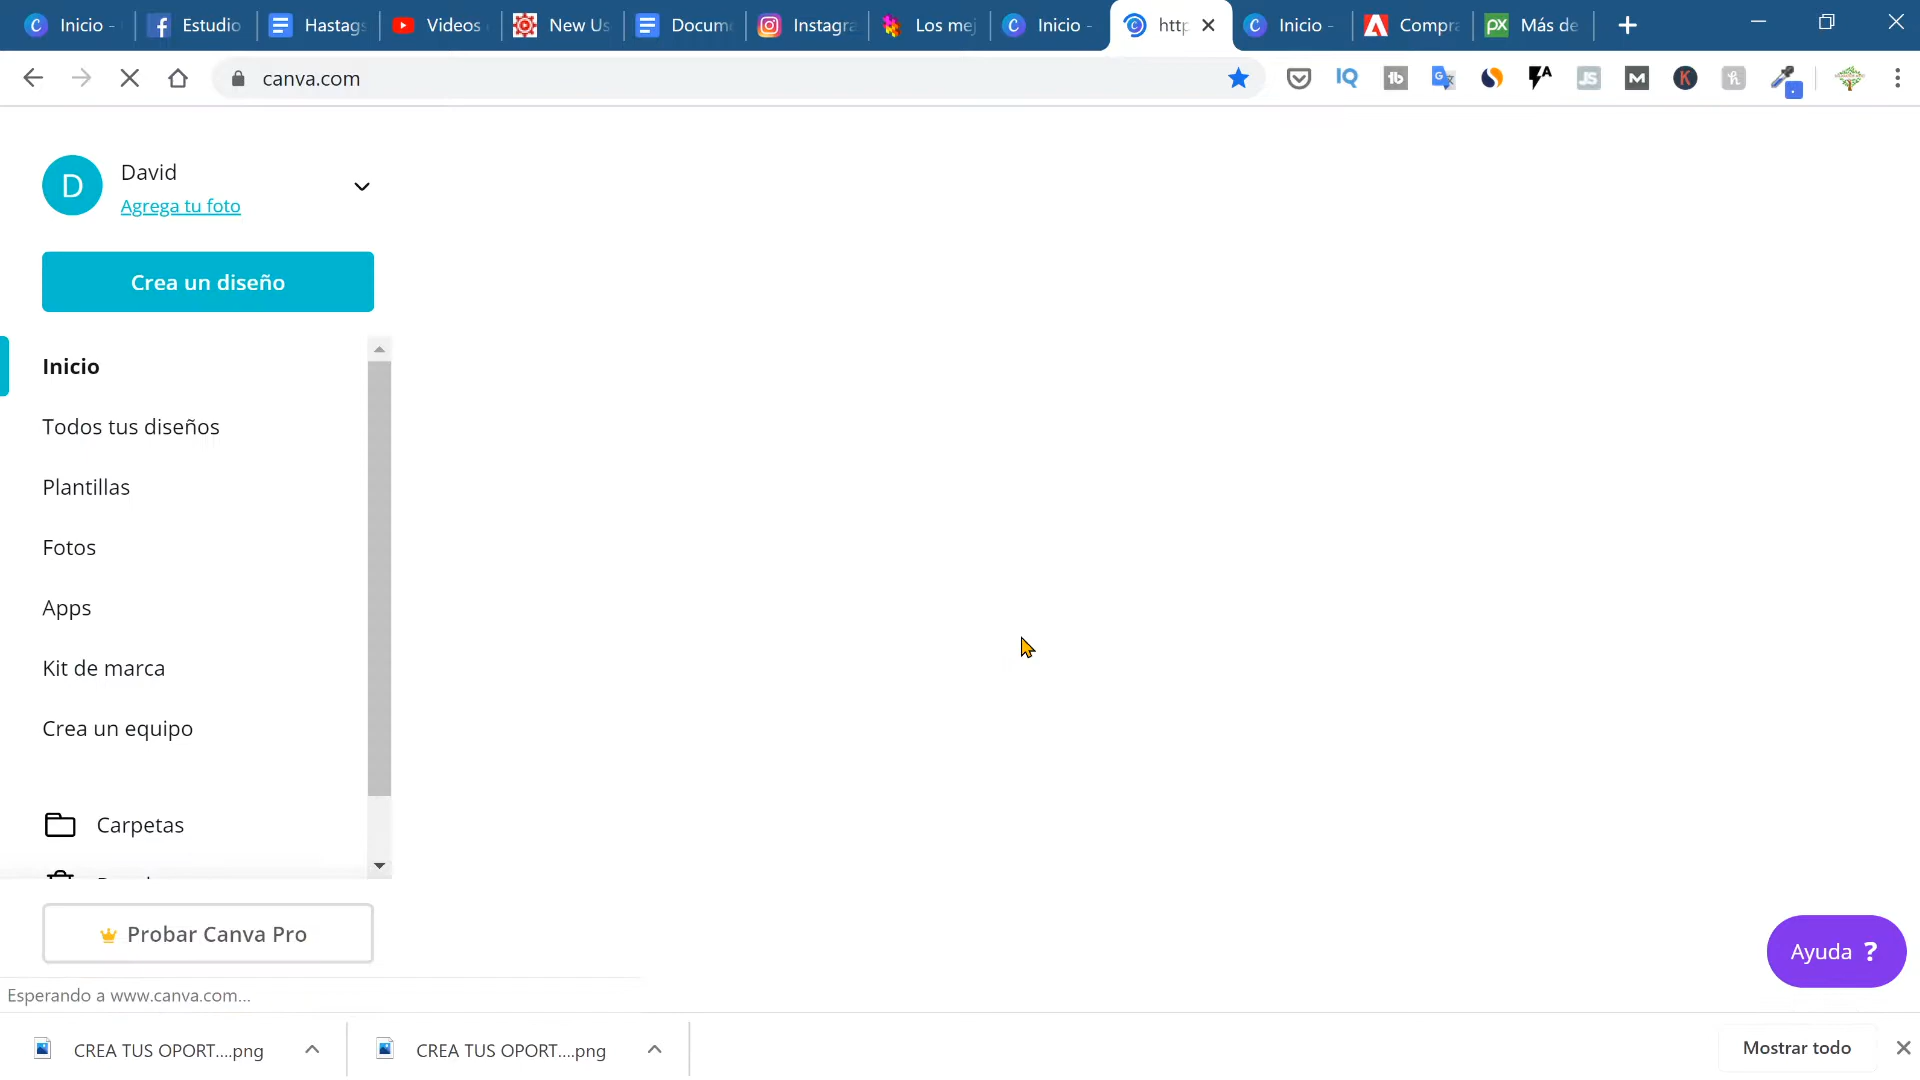 Inicio -
Estudio
Hastags
Videos
New Us
Docum
Instagra
Los mej
Inicio -
http
Inicio -
Compra
Más de
canva.com
D
David
Agrega tu foto
Crea un diseño
Inicio
Todos tus diseños
Plantillas
Fotos
Apps
Kit de marca
Crea un equipo
Carpetas
Probar Canva Pro
Ayuda ?
Esperando a www.canva.com...
CREA TUS OPORT....png
CREA TUS OPORT....png
Mostrar todo